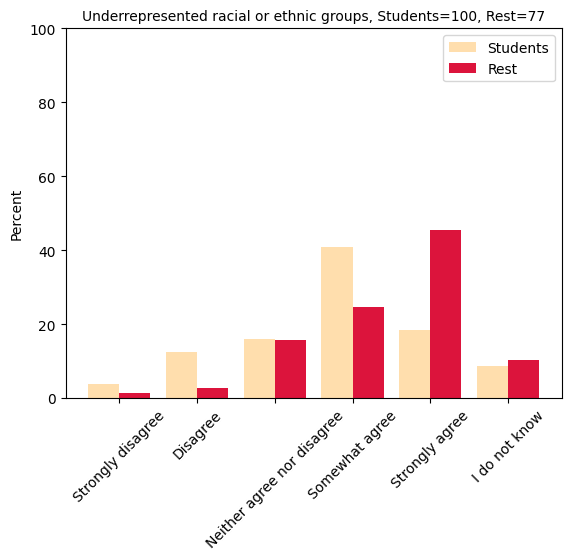 Underrepresented racial or ethnic groups, Students=100, Rest=77
100
80
60
40
20
0
Percent
Students
Rest
Strongly disagree
Disagree
Neither agree nor disagree
Somewhat agree
Strongly agree
I do not know